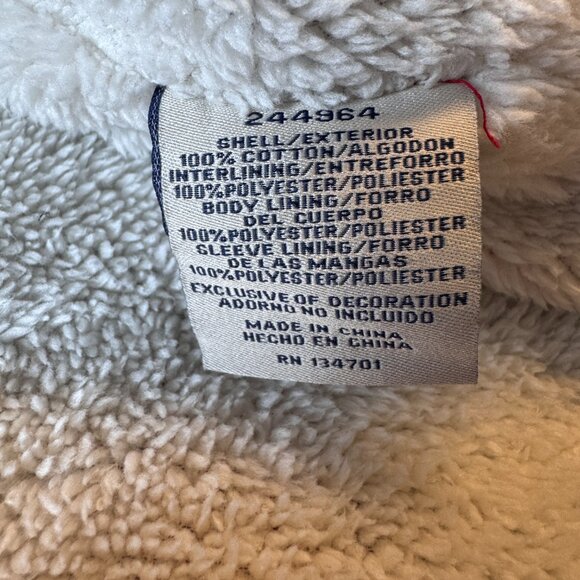 244964
SHELL/EXTERIOR
100% COTTON/ALGODON
INTERLINING/ENTREFORRO
100%POLYESTER/POLIESTER
BODY LINING/FORRO
DEL CUERPO
100%POLYESTER/POLIESTER
SLEEVE LINING/FORRO
DE LAS MANGAS
100%POLYESTER/POLIESTER
EXCLUSIVE OF DECORATION
ADORNO NO INCLUIDO
MADE IN CHINA
HECHO EN CHINA
RN 134701